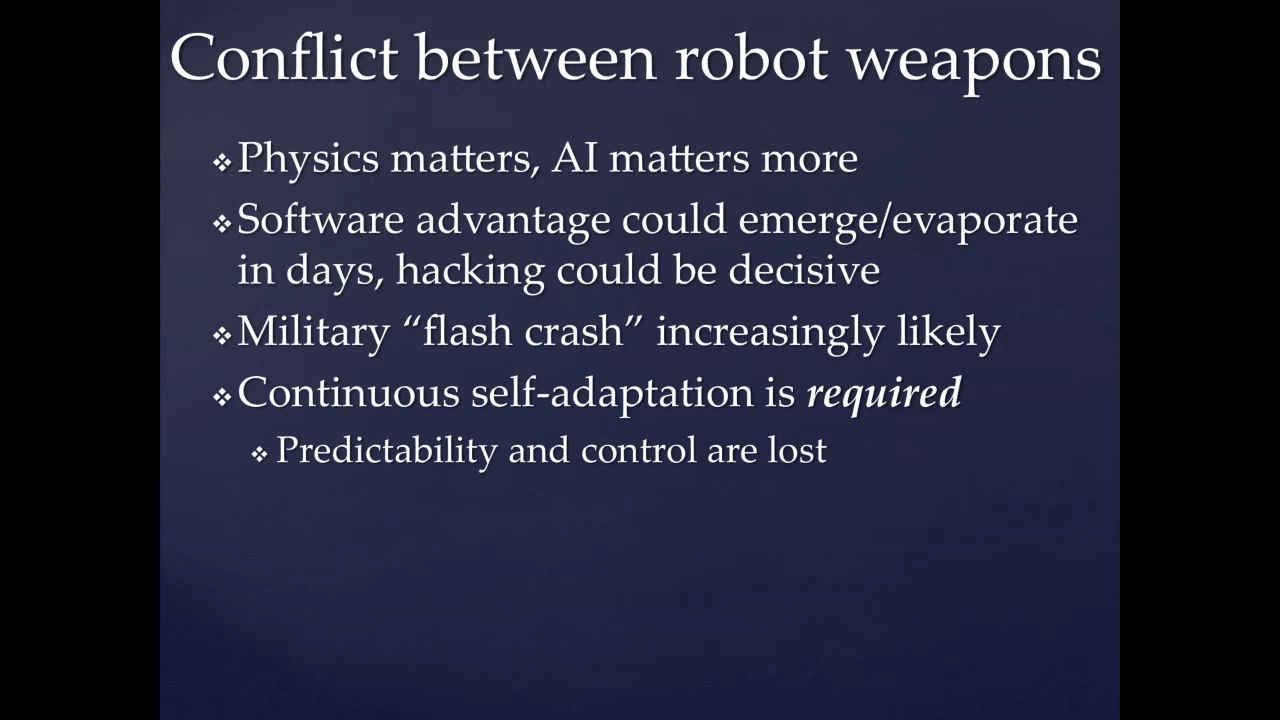 Conflict between robot weapons
❖ Physics matters, AI matters more
❖ Software advantage could emerge/evaporate
in days, hacking could be decisive
❖ Military “flash crash” increasingly likely
❖ Continuous self-adaptation is required
❖ Predictability and control are lost